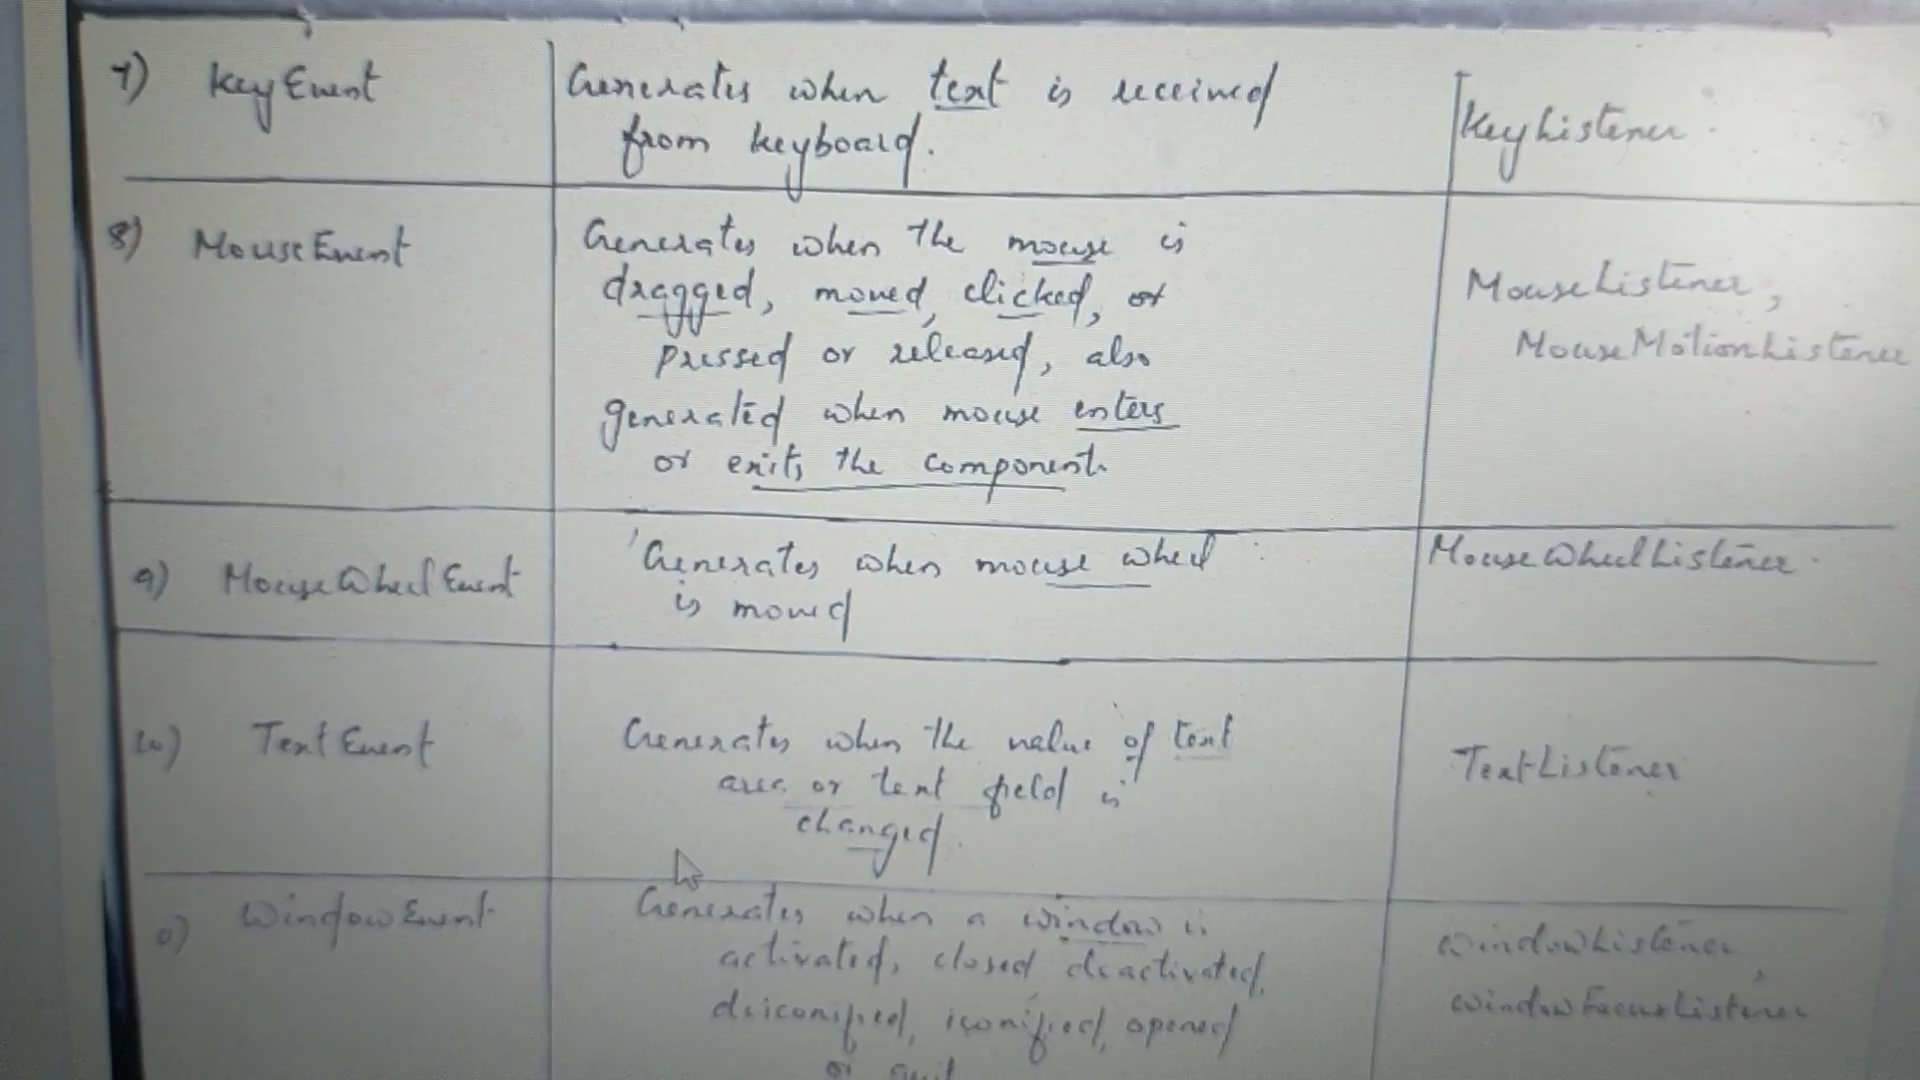 7) KeyEvent
Generates when text is received
from keyboard.
KeyListener.
8) MouseEvent
Generates when the mouse is
dragged, moved, clicked, or
pressed or released, also
generated when mouse enters
or exits the component.
MouseListener,
MouseMotionListener
9) MouseWheelEvent
Generates when mouse wheel
is moved
MouseWheelListener.
10) TextEvent
Generates when the value of text
area or text field is
changed.
TextListener
WindowEvent
Generates when a window is
activated, closed deactivated,
deiconified, iconified, opened
or quit
WindowListener,
WindowFocusListener